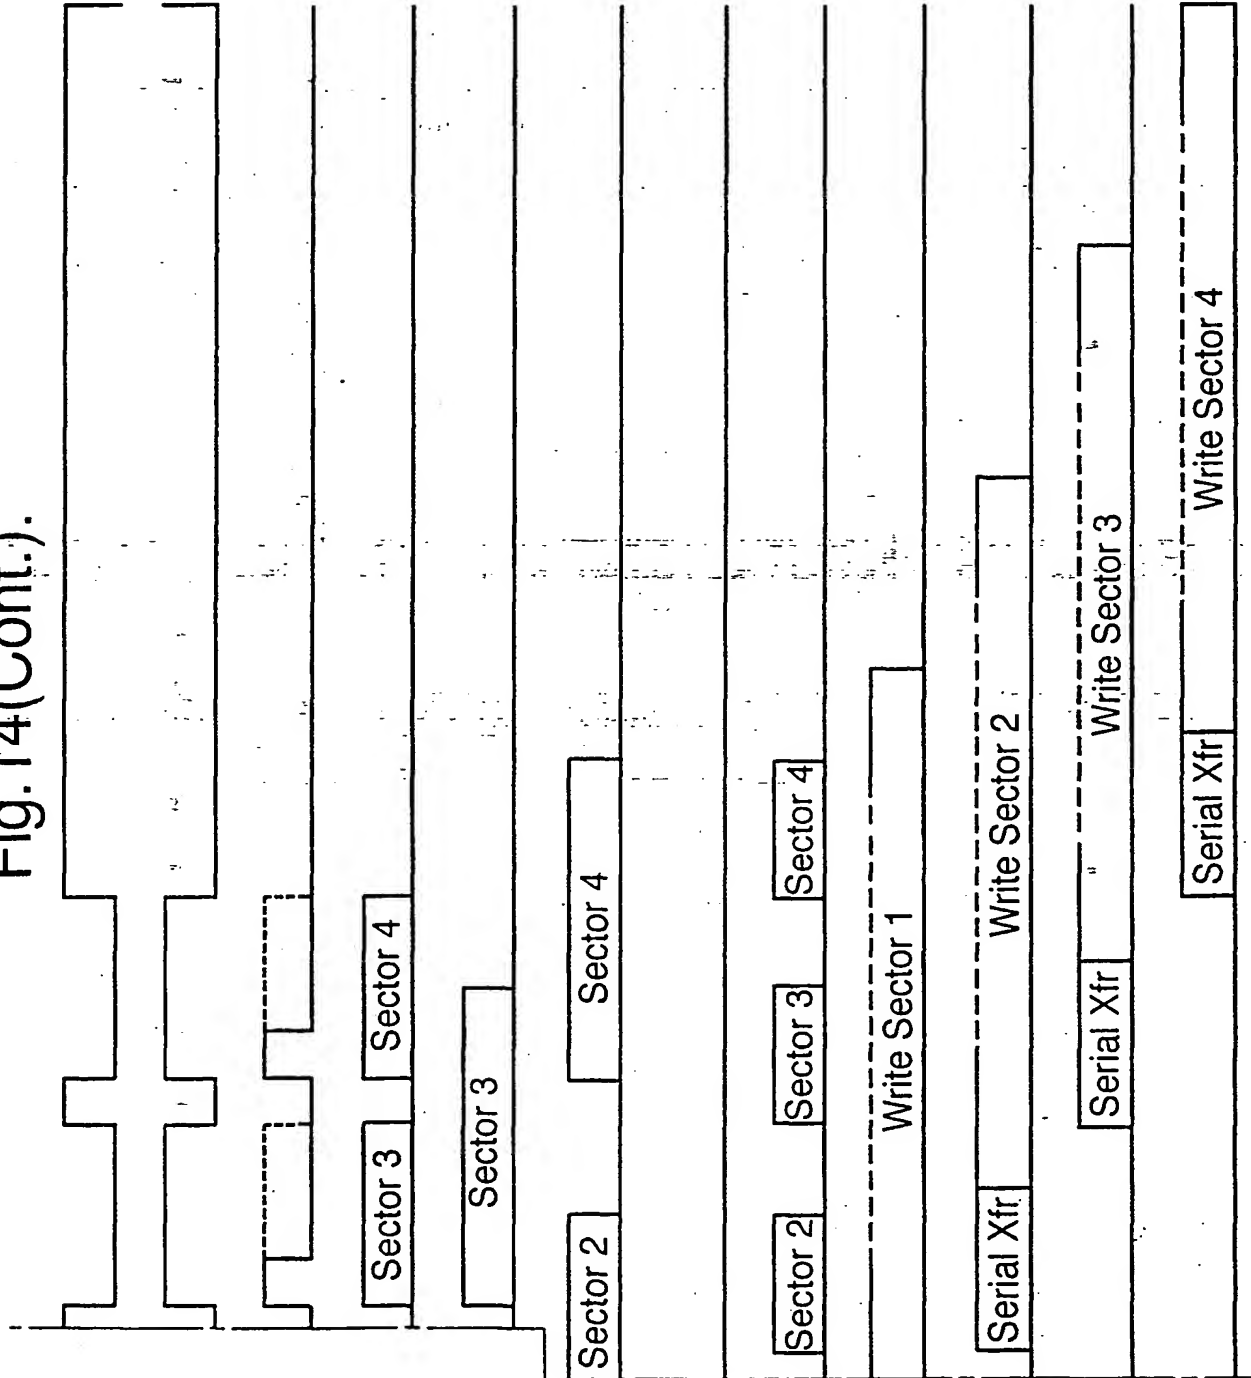 Fig.14(Cont.).
Sector 3
Sector 4
Sector 3
Sector 2
Sector 4
Sector 2
Sector 3
Sector 4
Write Sector 1
Serial Xfr
Write Sector 2
Serial Xfr
Write Sector 3
Serial Xfr
Write Sector 4